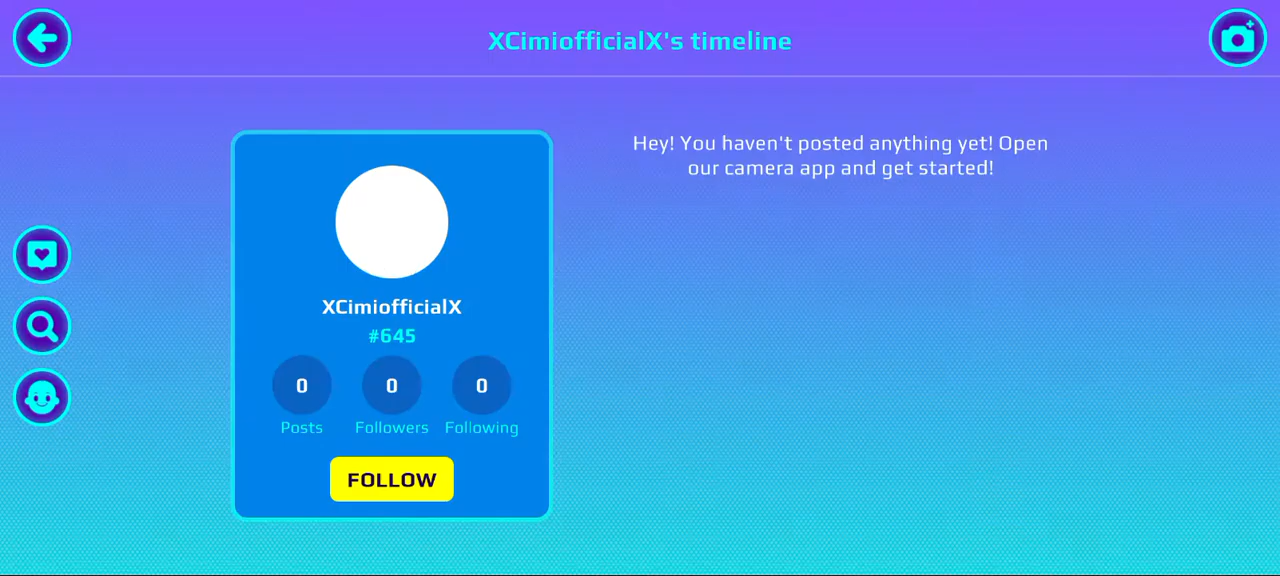 XCimiofficialX's timeline
Hey! You haven't posted anything yet! Open
our camera app and get started!
XCimiofficialX
#645
0 0 0
Posts Followers Following
FOLLOW